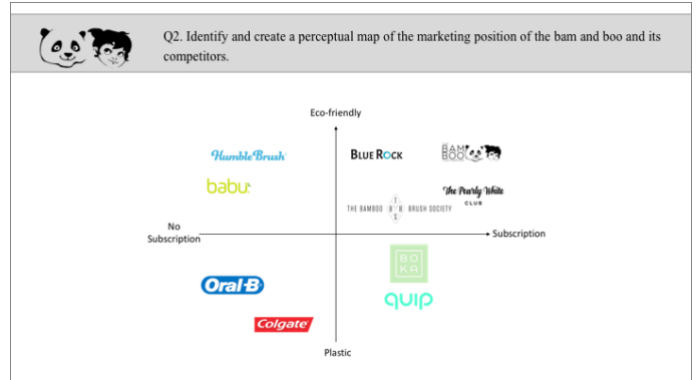 Q2. Identify and create a perceptual map of the marketing position of the bam and boo and its
competitors.
Eco-friendly
Humble Brush
BLUE ROCK
BAM
BOO
babu
The Pearly White
CLUB
T
THE BAMBOO B B BRUSH SOCIETY
S
No
Subscription
Subscription
BO
KA
Oral-B
quip
Colgate
Plastic